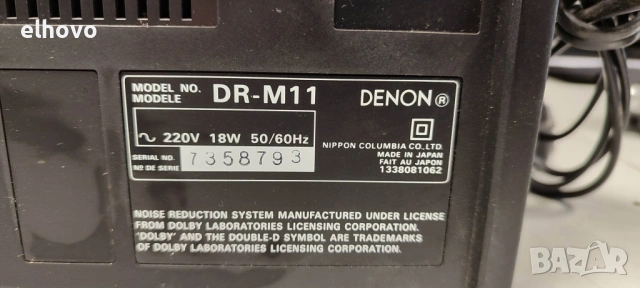 elhovo
MODEL NO. DR-M11 DENON®
MODELE
~ 220V 18W 50/60Hz
NIPPON COLUMBIA CO., LTD.
SERIAL NO. 7358793
NO DE SERIE
MADE IN JAPAN
FAIT AU JAPON
1338081062
NOISE REDUCTION SYSTEM MANUFACTURED UNDER LICENSE
FROM DOLBY LABORATORIES LICENSING CORPORATION.
'DOLBY' AND THE DOUBLE-D SYMBOL ARE TRADEMARKS
OF DOLBY LABORATORIES LICENSING CORPORATION.
BAZAR